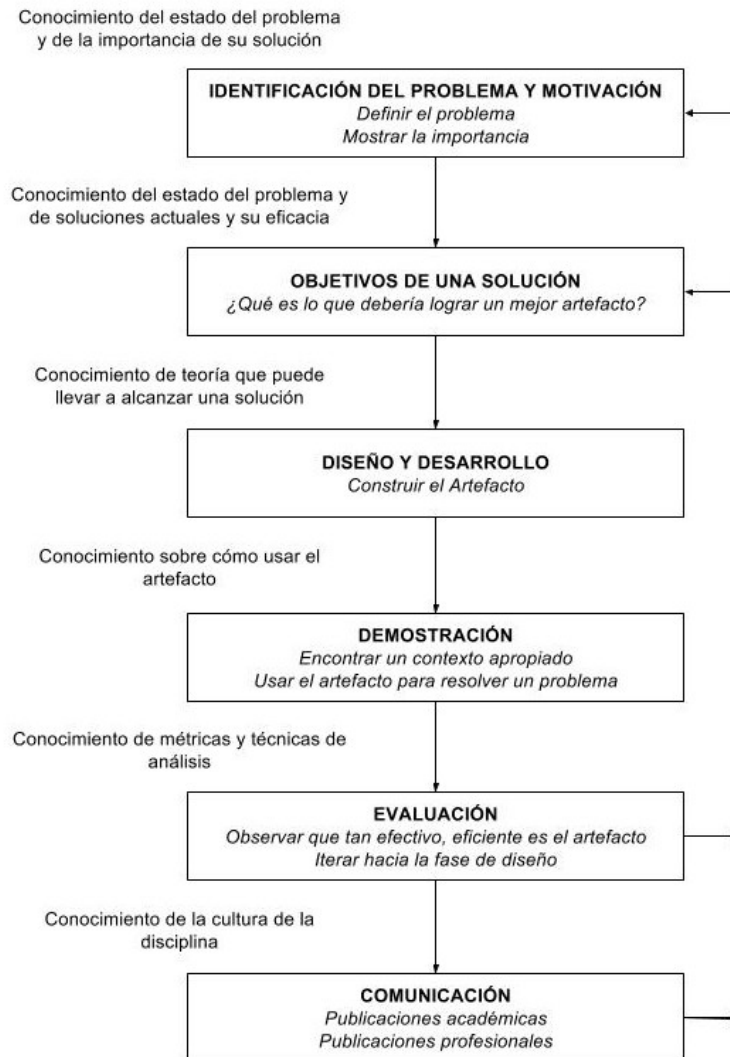 Conocimiento del estado del problema
y de la importancia de su solución
IDENTIFICACIÓN DEL PROBLEMA Y MOTIVACIÓN
Definir el problema
Mostrar la importancia
Conocimiento del estado del problema y
de soluciones actuales y su eficacia
OBJETIVOS DE UNA SOLUCIÓN
¿Qué es lo que debería lograr un mejor artefacto?
Conocimiento de teoría que puede
llevar a alcanzar una solución
DISEÑO Y DESARROLLO
Construir el Artefacto
Conocimiento sobre cómo usar el
artefacto
DEMOSTRACIÓN
Encontrar un contexto apropiado
Usar el artefacto para resolver un problema
Conocimiento de métricas y técnicas de
análisis
EVALUACIÓN
Observar que tan efectivo, eficiente es el artefacto
Iterar hacia la fase de diseño
Conocimiento de la cultura de la
disciplina
COMUNICACIÓN
Publicaciones académicas
Publicaciones profesionales